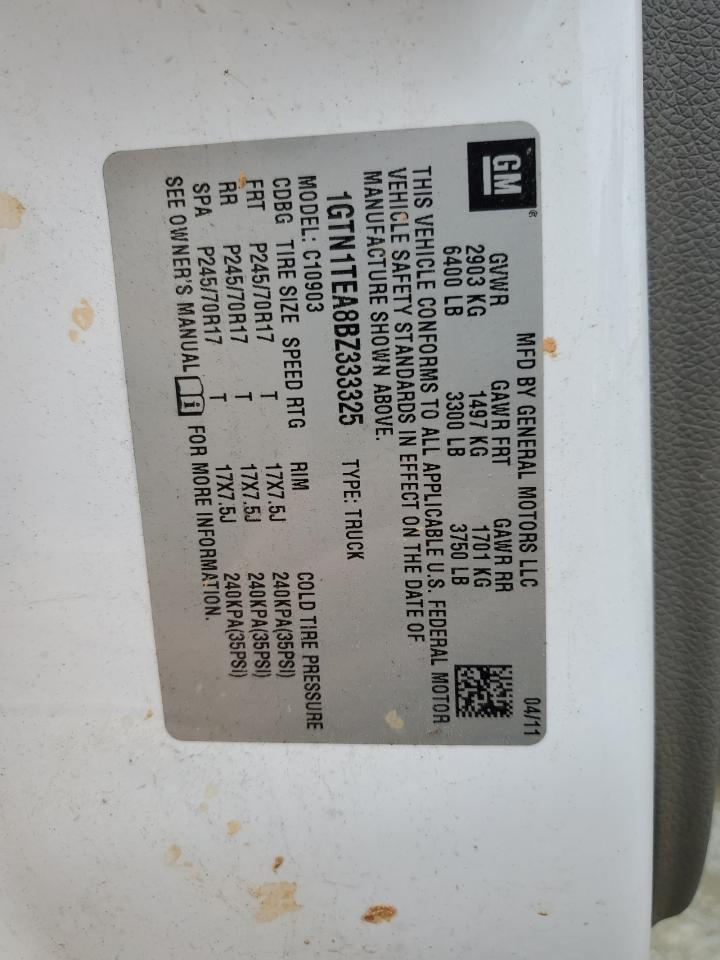 GM®
MFD BY GENERAL MOTORS LLC 04/11
GVWR GAWR FRT GAWR RR
2903 KG 1497 KG 1701 KG
6400 LB 3300 LB 3750 LB
THIS VEHICLE CONFORMS TO ALL APPLICABLE U.S. FEDERAL MOTOR
VEHICLE SAFETY STANDARDS IN EFFECT ON THE DATE OF
MANUFACTURE SHOWN ABOVE.
1GTN1TEA8BZ333325 TYPE: TRUCK
MODEL: C10903
CDBG TIRE SIZE SPEED RTG RIM COLD TIRE PRESSURE
FRT P245/70R17 T 17X7.5J 240KPA(35PSI)
RR P245/70R17 T 17X7.5J 240KPA(35PSI)
SPA P245/70R17 T 17X7.5J 240KPA(35PSI)
SEE OWNER'S MANUAL i FOR MORE INFORMATION.